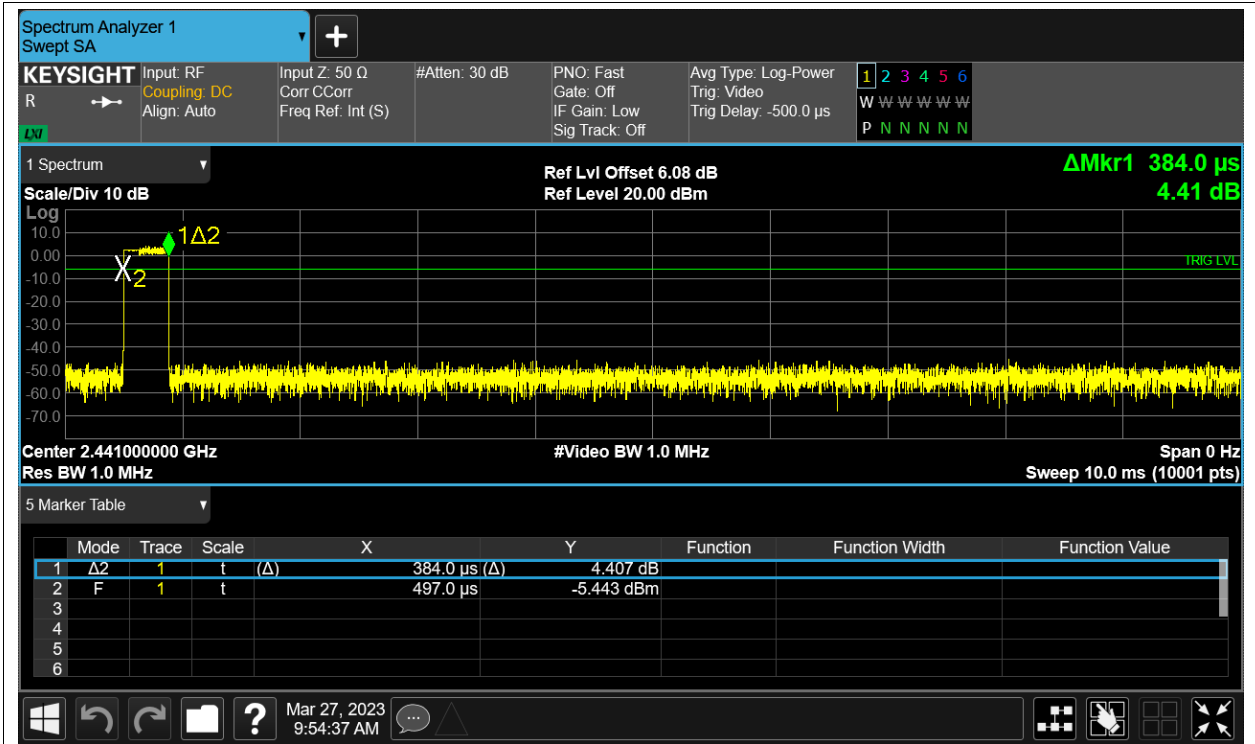 Spectrum Analyzer 1
Swept SA
+
KEYSIGHT Input: RF Input Z: 50 Ω #Atten: 30 dB PNO: Fast Avg Type: Log-Power 1 2 3 4 5 6
R Coupling: DC Corr CCorr Gate: Off Trig: Video W W W W W W
Align: Auto Freq Ref: Int (S) IF Gain: Low Trig Delay: -500.0 µs
LXI Sig Track: Off P N N N N N
1 Spectrum Ref Lvl Offset 6.08 dB ΔMkr1 384.0 µs
Scale/Div 10 dB Ref Level 20.00 dBm 4.41 dB
Log
10.0 1Δ2
0.00 TRIG LVL
-10.0 X2
-20.0
-30.0
-40.0
-50.0
-60.0
-70.0
Center 2.441000000 GHz #Video BW 1.0 MHz Span 0 Hz
Res BW 1.0 MHz Sweep 10.0 ms (10001 pts)
5 Marker Table
Mode Trace Scale X Y Function Function Width Function Value
1 Δ2 1 t (Δ) 384.0 µs (Δ) 4.407 dB
2 F 1 t 497.0 µs -5.443 dBm
3
4
5
6
? Mar 27, 2023
9:54:37 AM